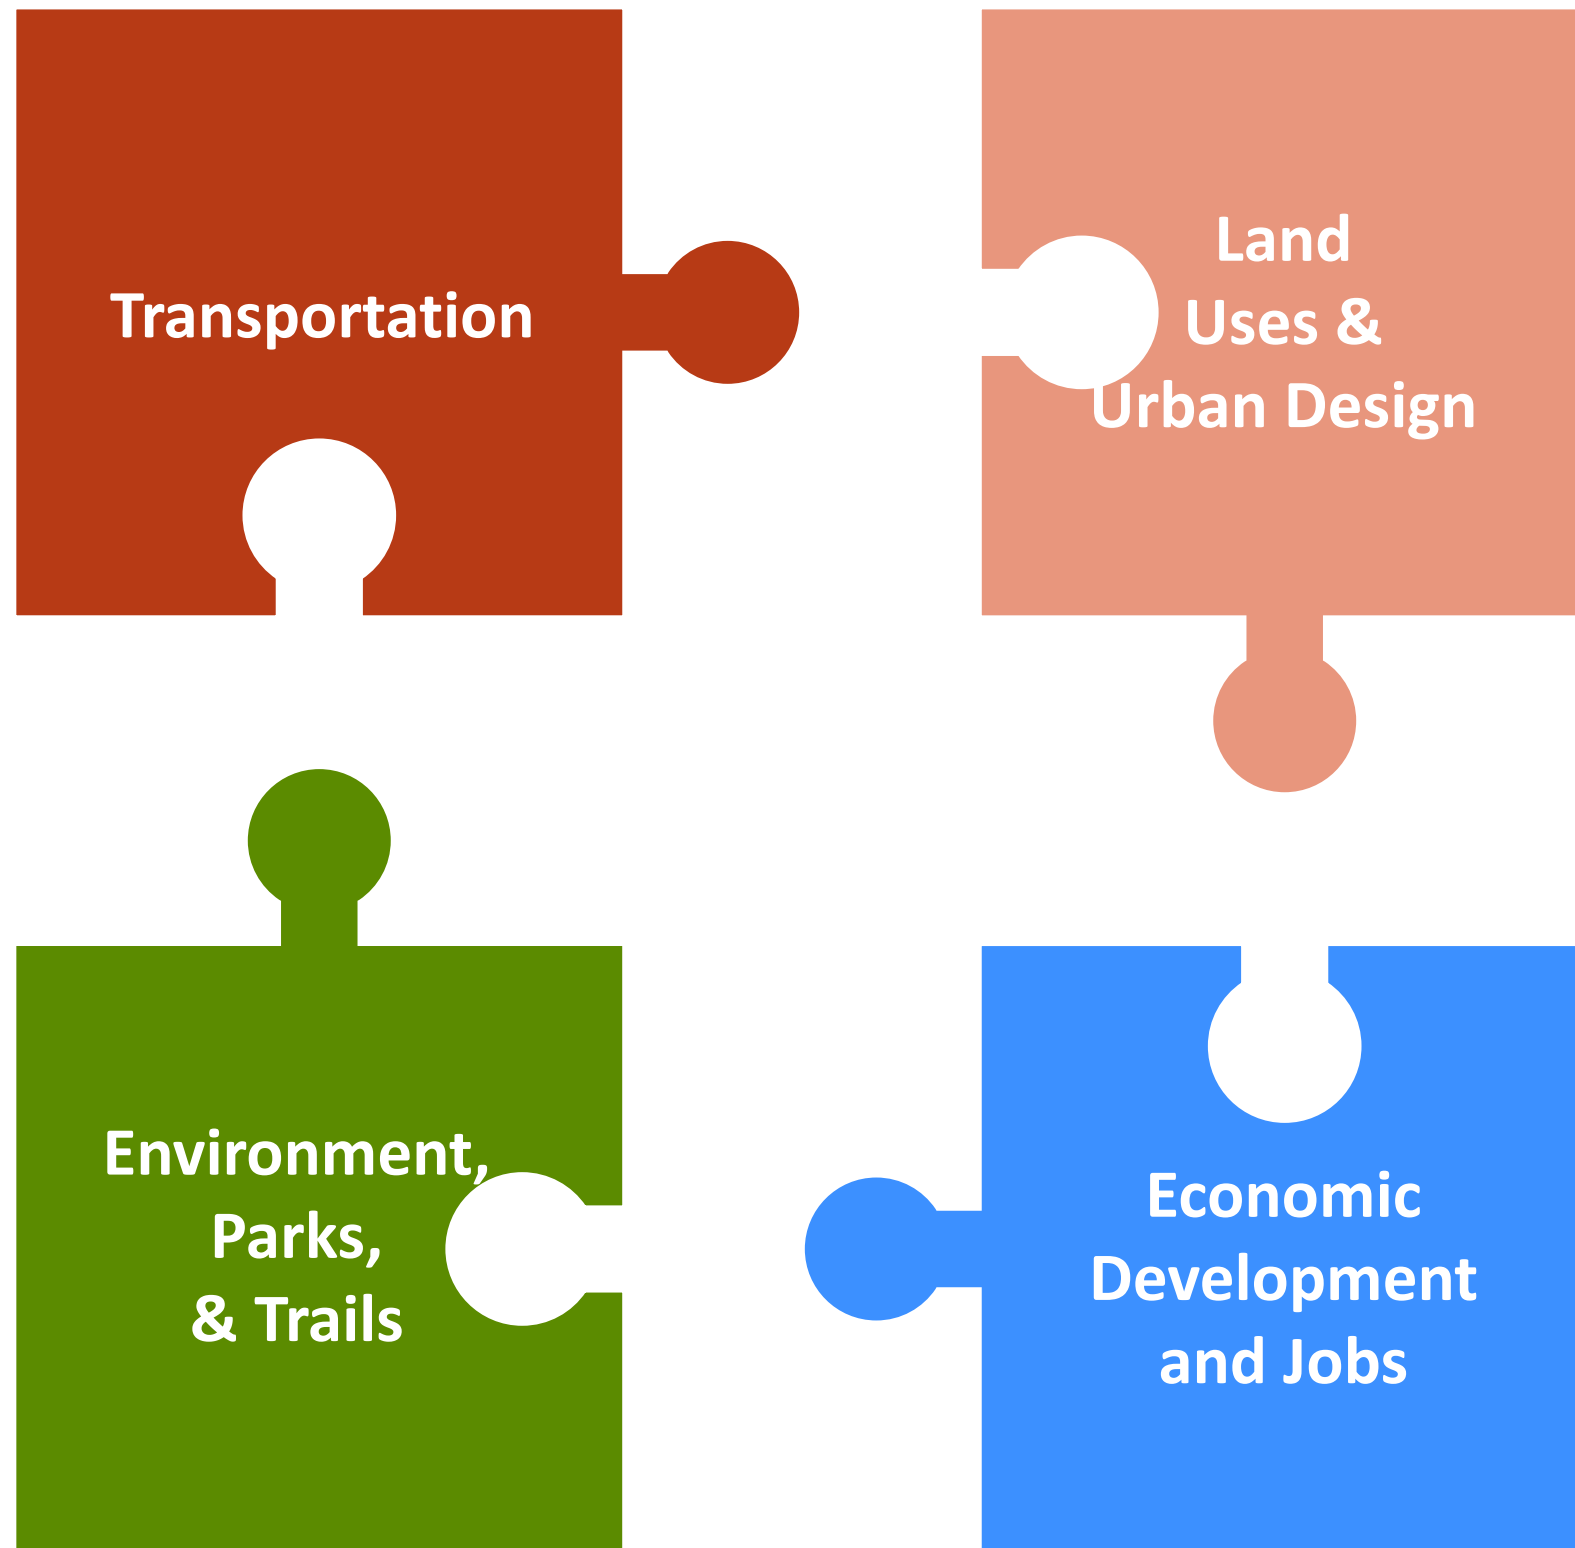 Transportation
Land
Uses &
Urban Design
Environment,
Parks,
& Trails
Economic
Development
and Jobs